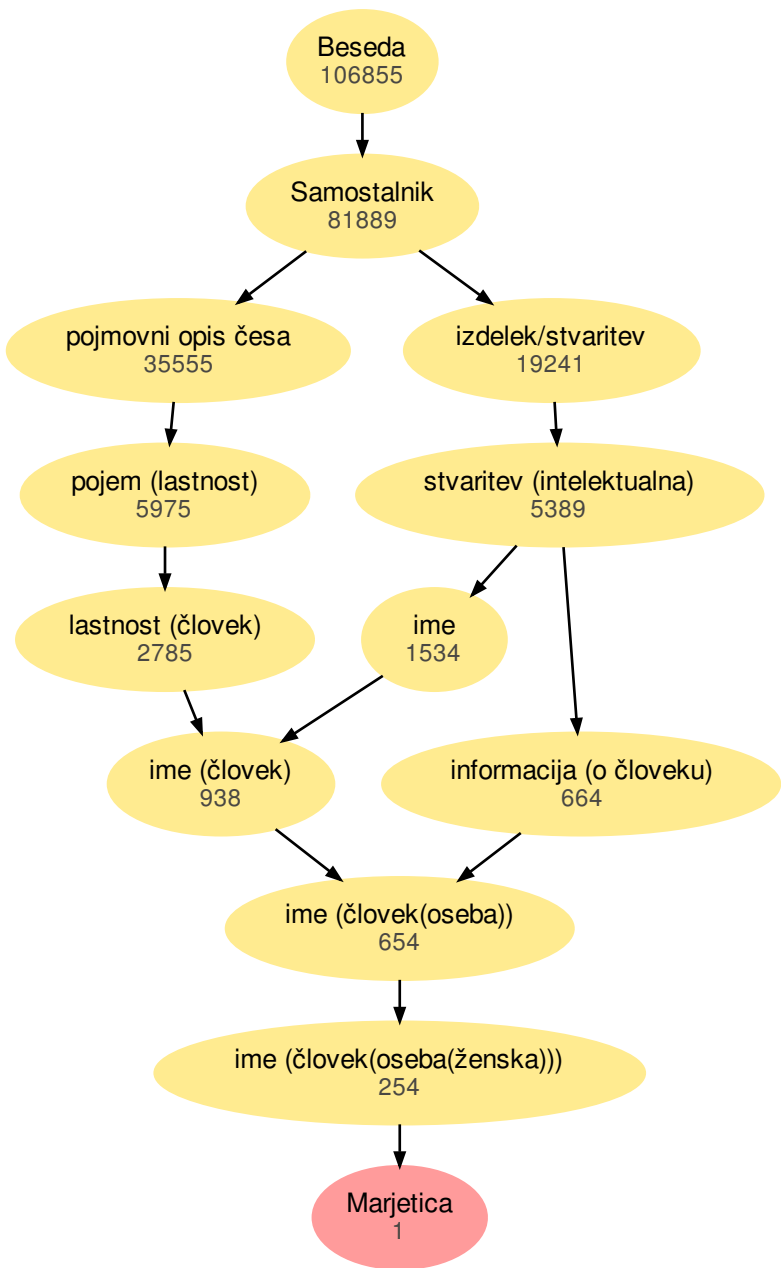 Beseda
106855
Samostalnik
81889
pojmovni opis česa
35555
izdelek/stvaritev
19241
pojem (lastnost)
5975
stvaritev (intelektualna)
5389
lastnost (človek)
2785
ime
1534
ime (človek)
938
informacija (o človeku)
664
ime (človek(oseba))
654
ime (človek(oseba(ženska)))
254
Marjetica
1